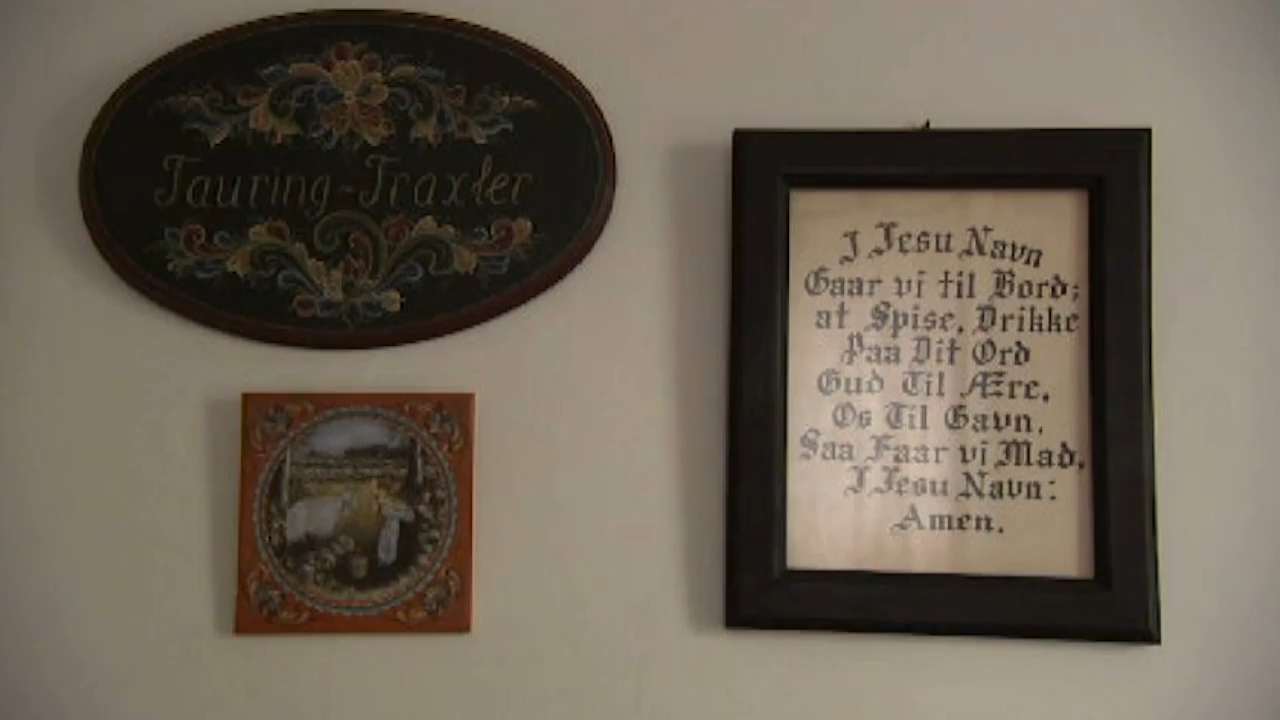 Tauring-Traxler
I Jesu Navn
Gaar vi til Bord;
at Spise, Drikke
Paa Dit Ord
Gud Til Ære,
Os Til Gavn,
Saa Faar vi Mad,
I Jesu Navn:
Amen.